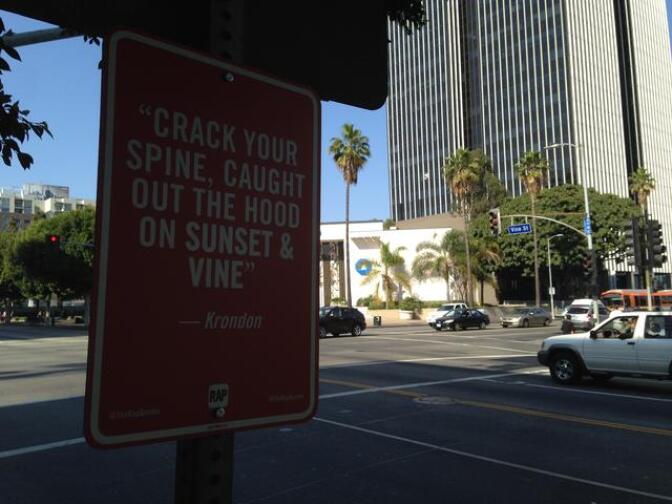 “CRACK YOUR
SPINE, CAUGHT
OUT THE HOOD
ON SUNSET &
VINE”
— Krondon
RAP
Vine St